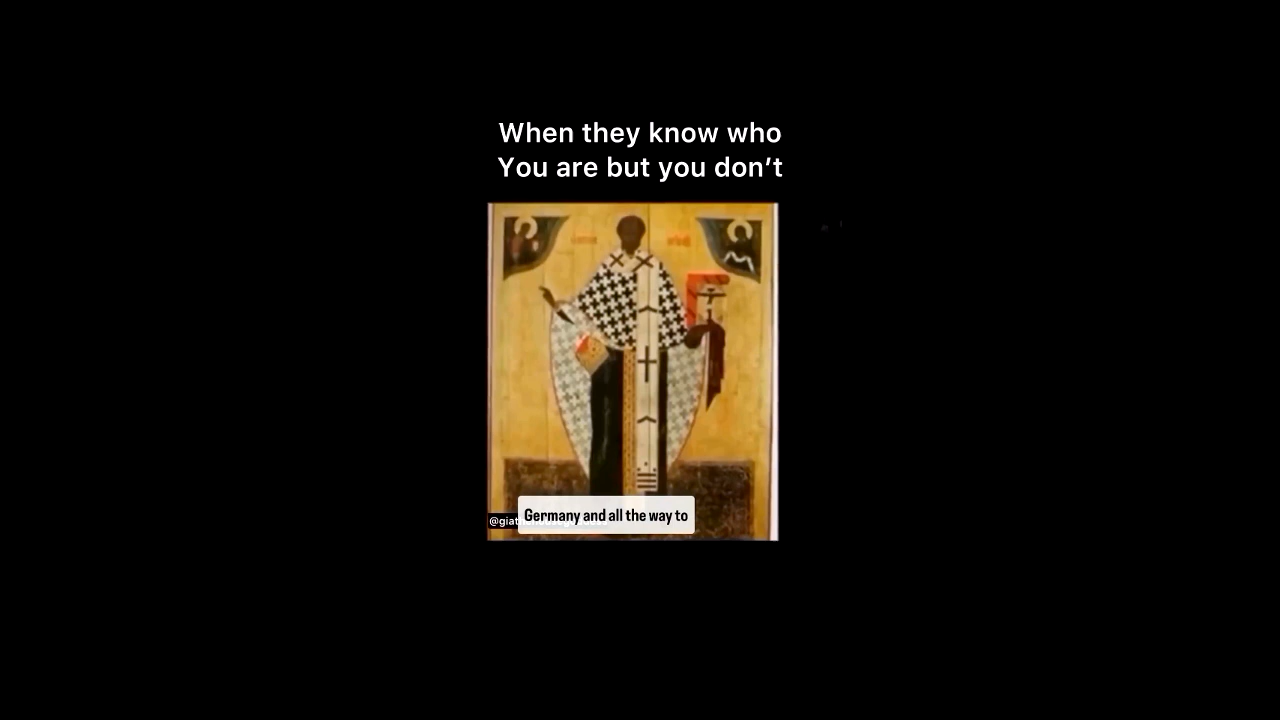 When they know who
You are but you don't
Germany and all the way to